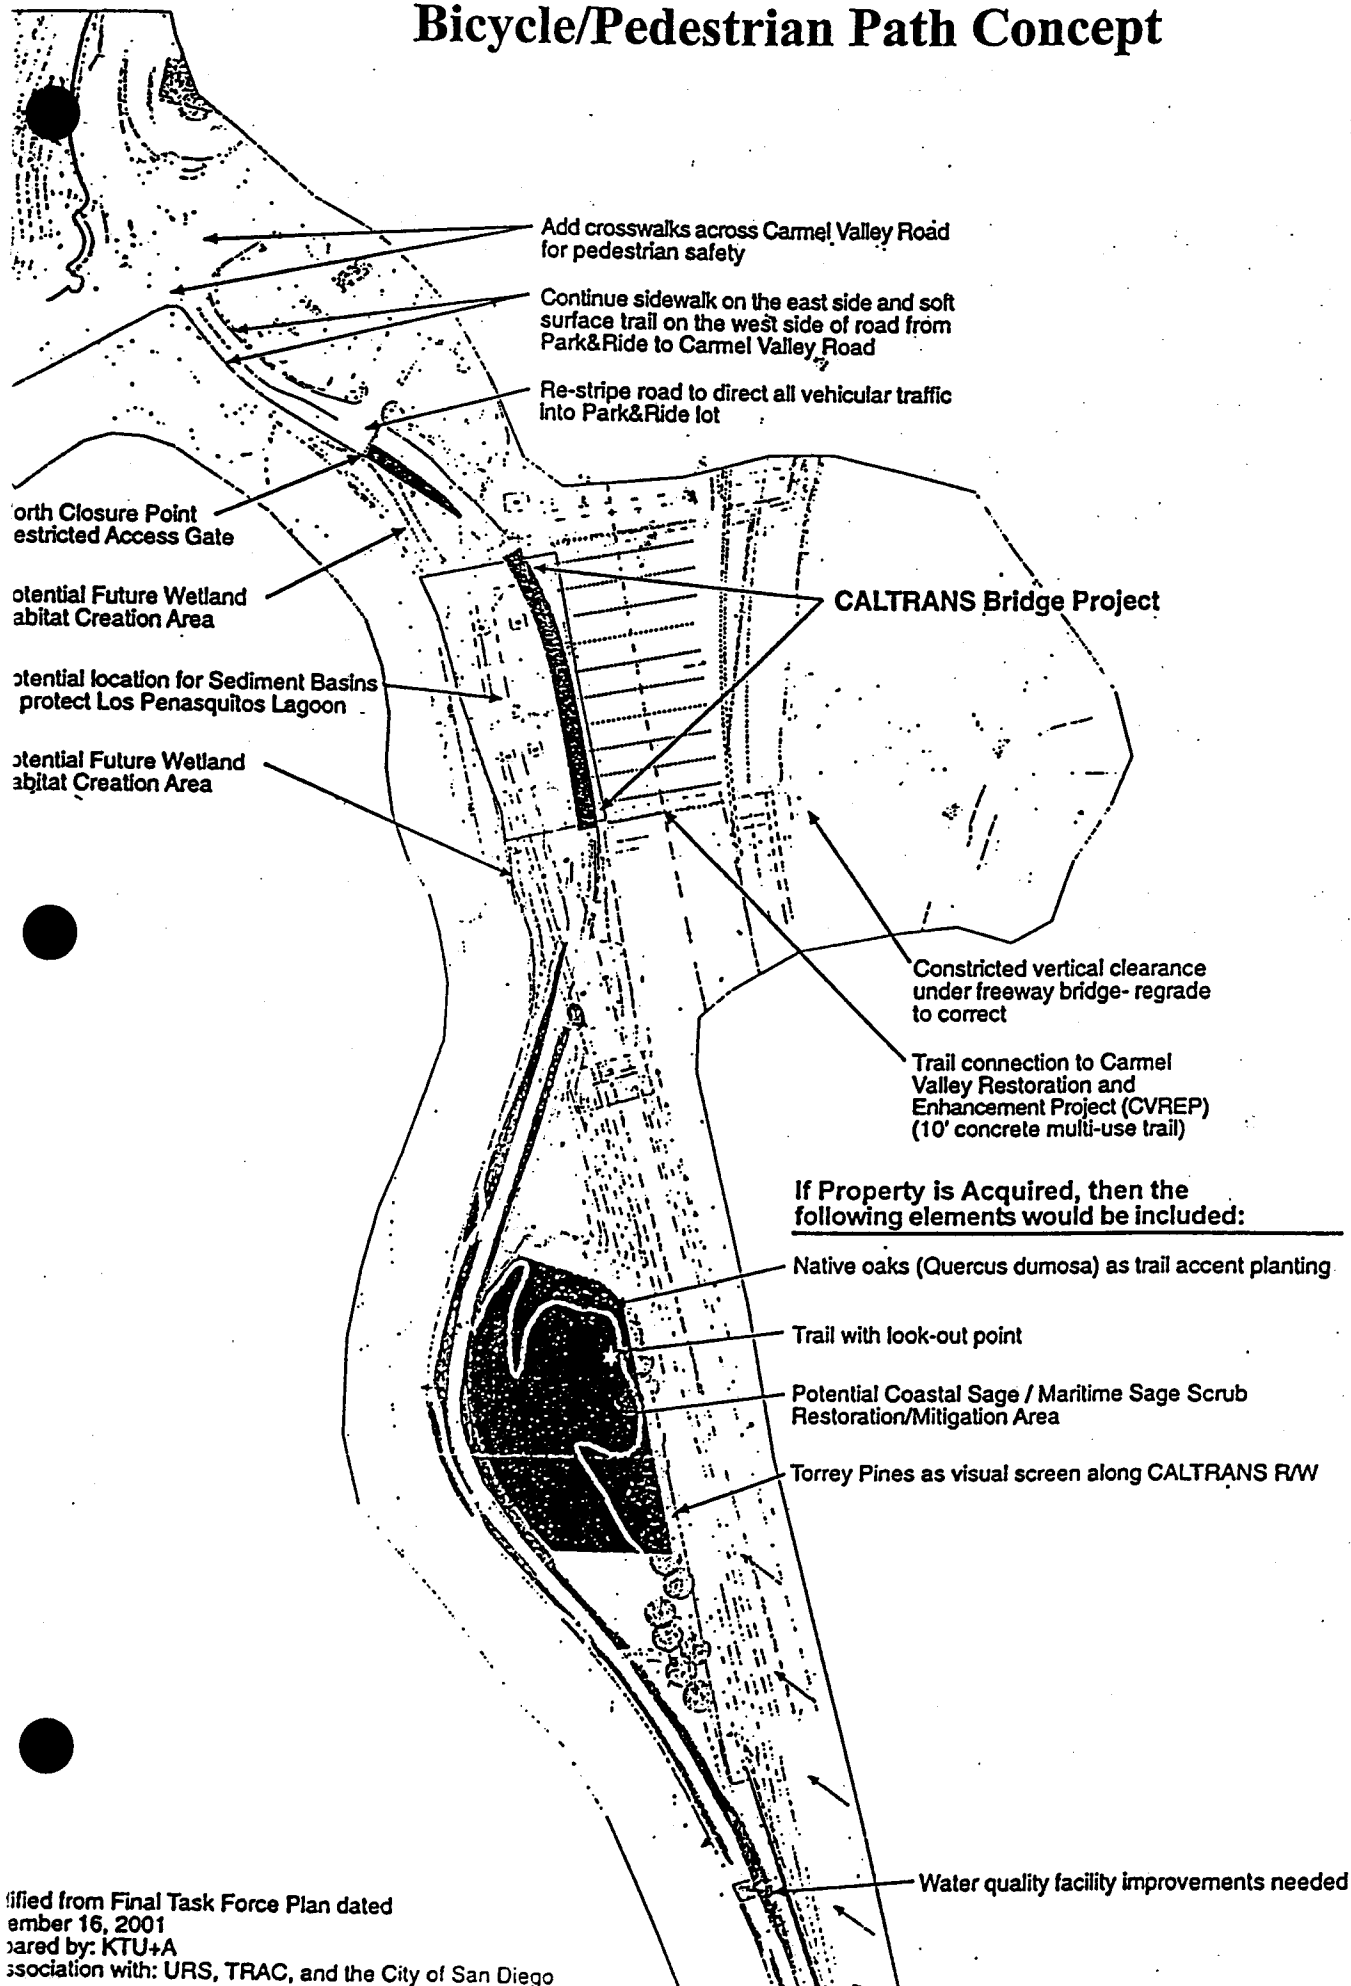 Bicycle/Pedestrian Path Concept
Add crosswalks across Carmel Valley Road
for pedestrian safety
Continue sidewalk on the east side and soft
surface trail on the west side of road from
Park&Ride to Carmel Valley Road
Re-stripe road to direct all vehicular traffic
into Park&Ride lot
orth Closure Point
estricted Access Gate
otential Future Wetland
abitat Creation Area
CALTRANS Bridge Project
otential location for Sediment Basins
protect Los Penasquitos Lagoon
otential Future Wetland
abitat Creation Area
Constricted vertical clearance
under freeway bridge- regrade
to correct
Trail connection to Carmel
Valley Restoration and
Enhancement Project (CVREP)
(10' concrete multi-use trail)
If Property is Acquired, then the
following elements would be included:
Native oaks (Quercus dumosa) as trail accent planting
Trail with look-out point
Potential Coastal Sage / Maritime Sage Scrub
Restoration/Mitigation Area
Torrey Pines as visual screen along CALTRANS R/W
Water quality facility improvements needed
ified from Final Task Force Plan dated
ember 16, 2001
pared by: KTU+A
ssociation with: URS, TRAC, and the City of San Diego